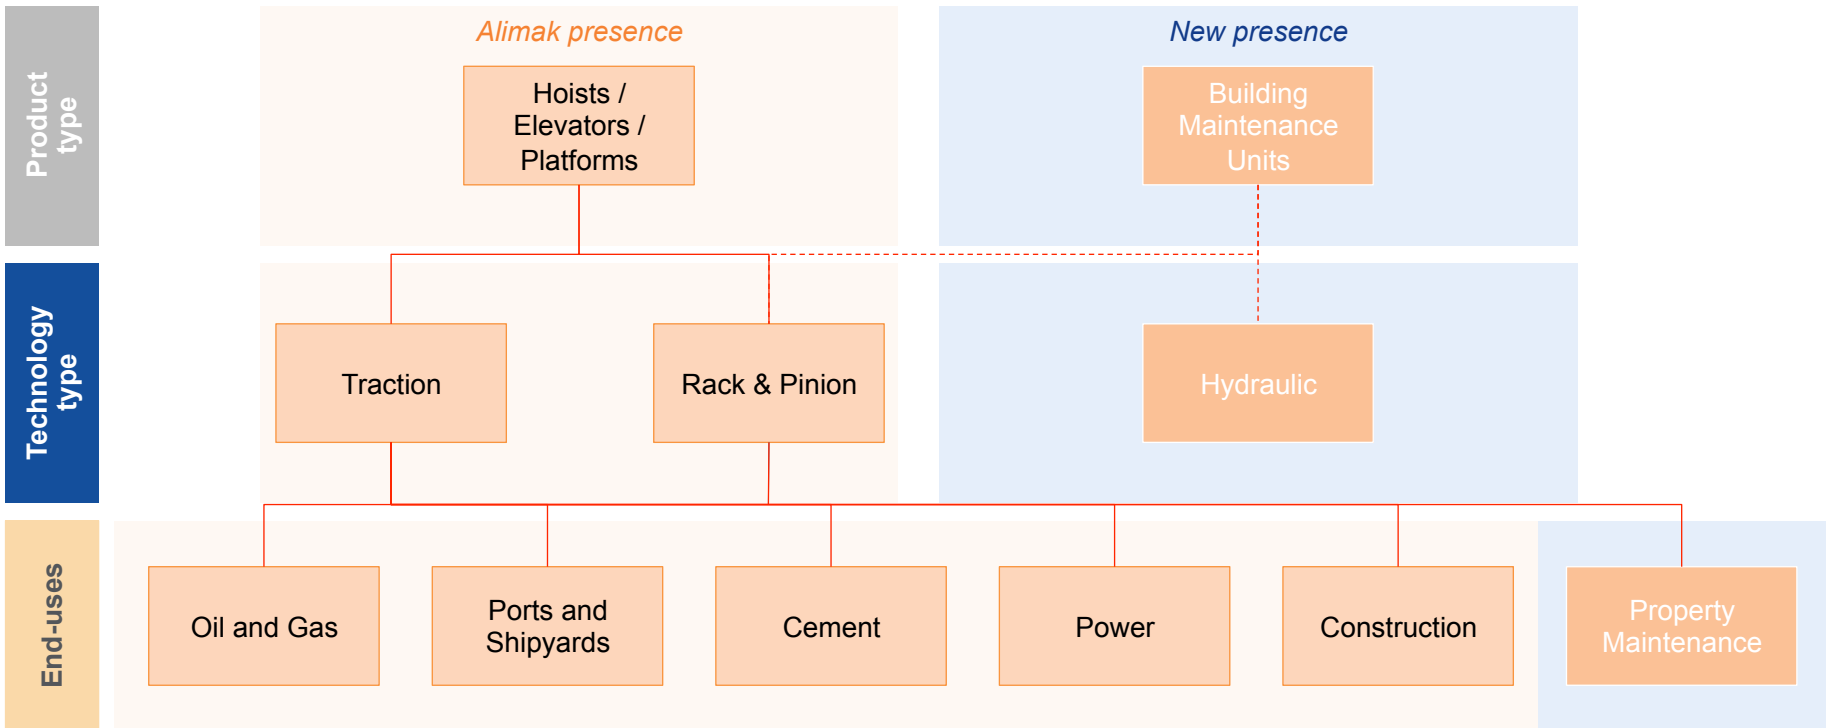 Product
type
Alimak presence
New presence
Hoists /
Elevators /
Platforms
Building
Maintenance
Units
Technology
type
Traction
Rack & Pinion
Hydraulic
End-uses
Oil and Gas
Ports and
Shipyards
Cement
Power
Construction
Property
Maintenance